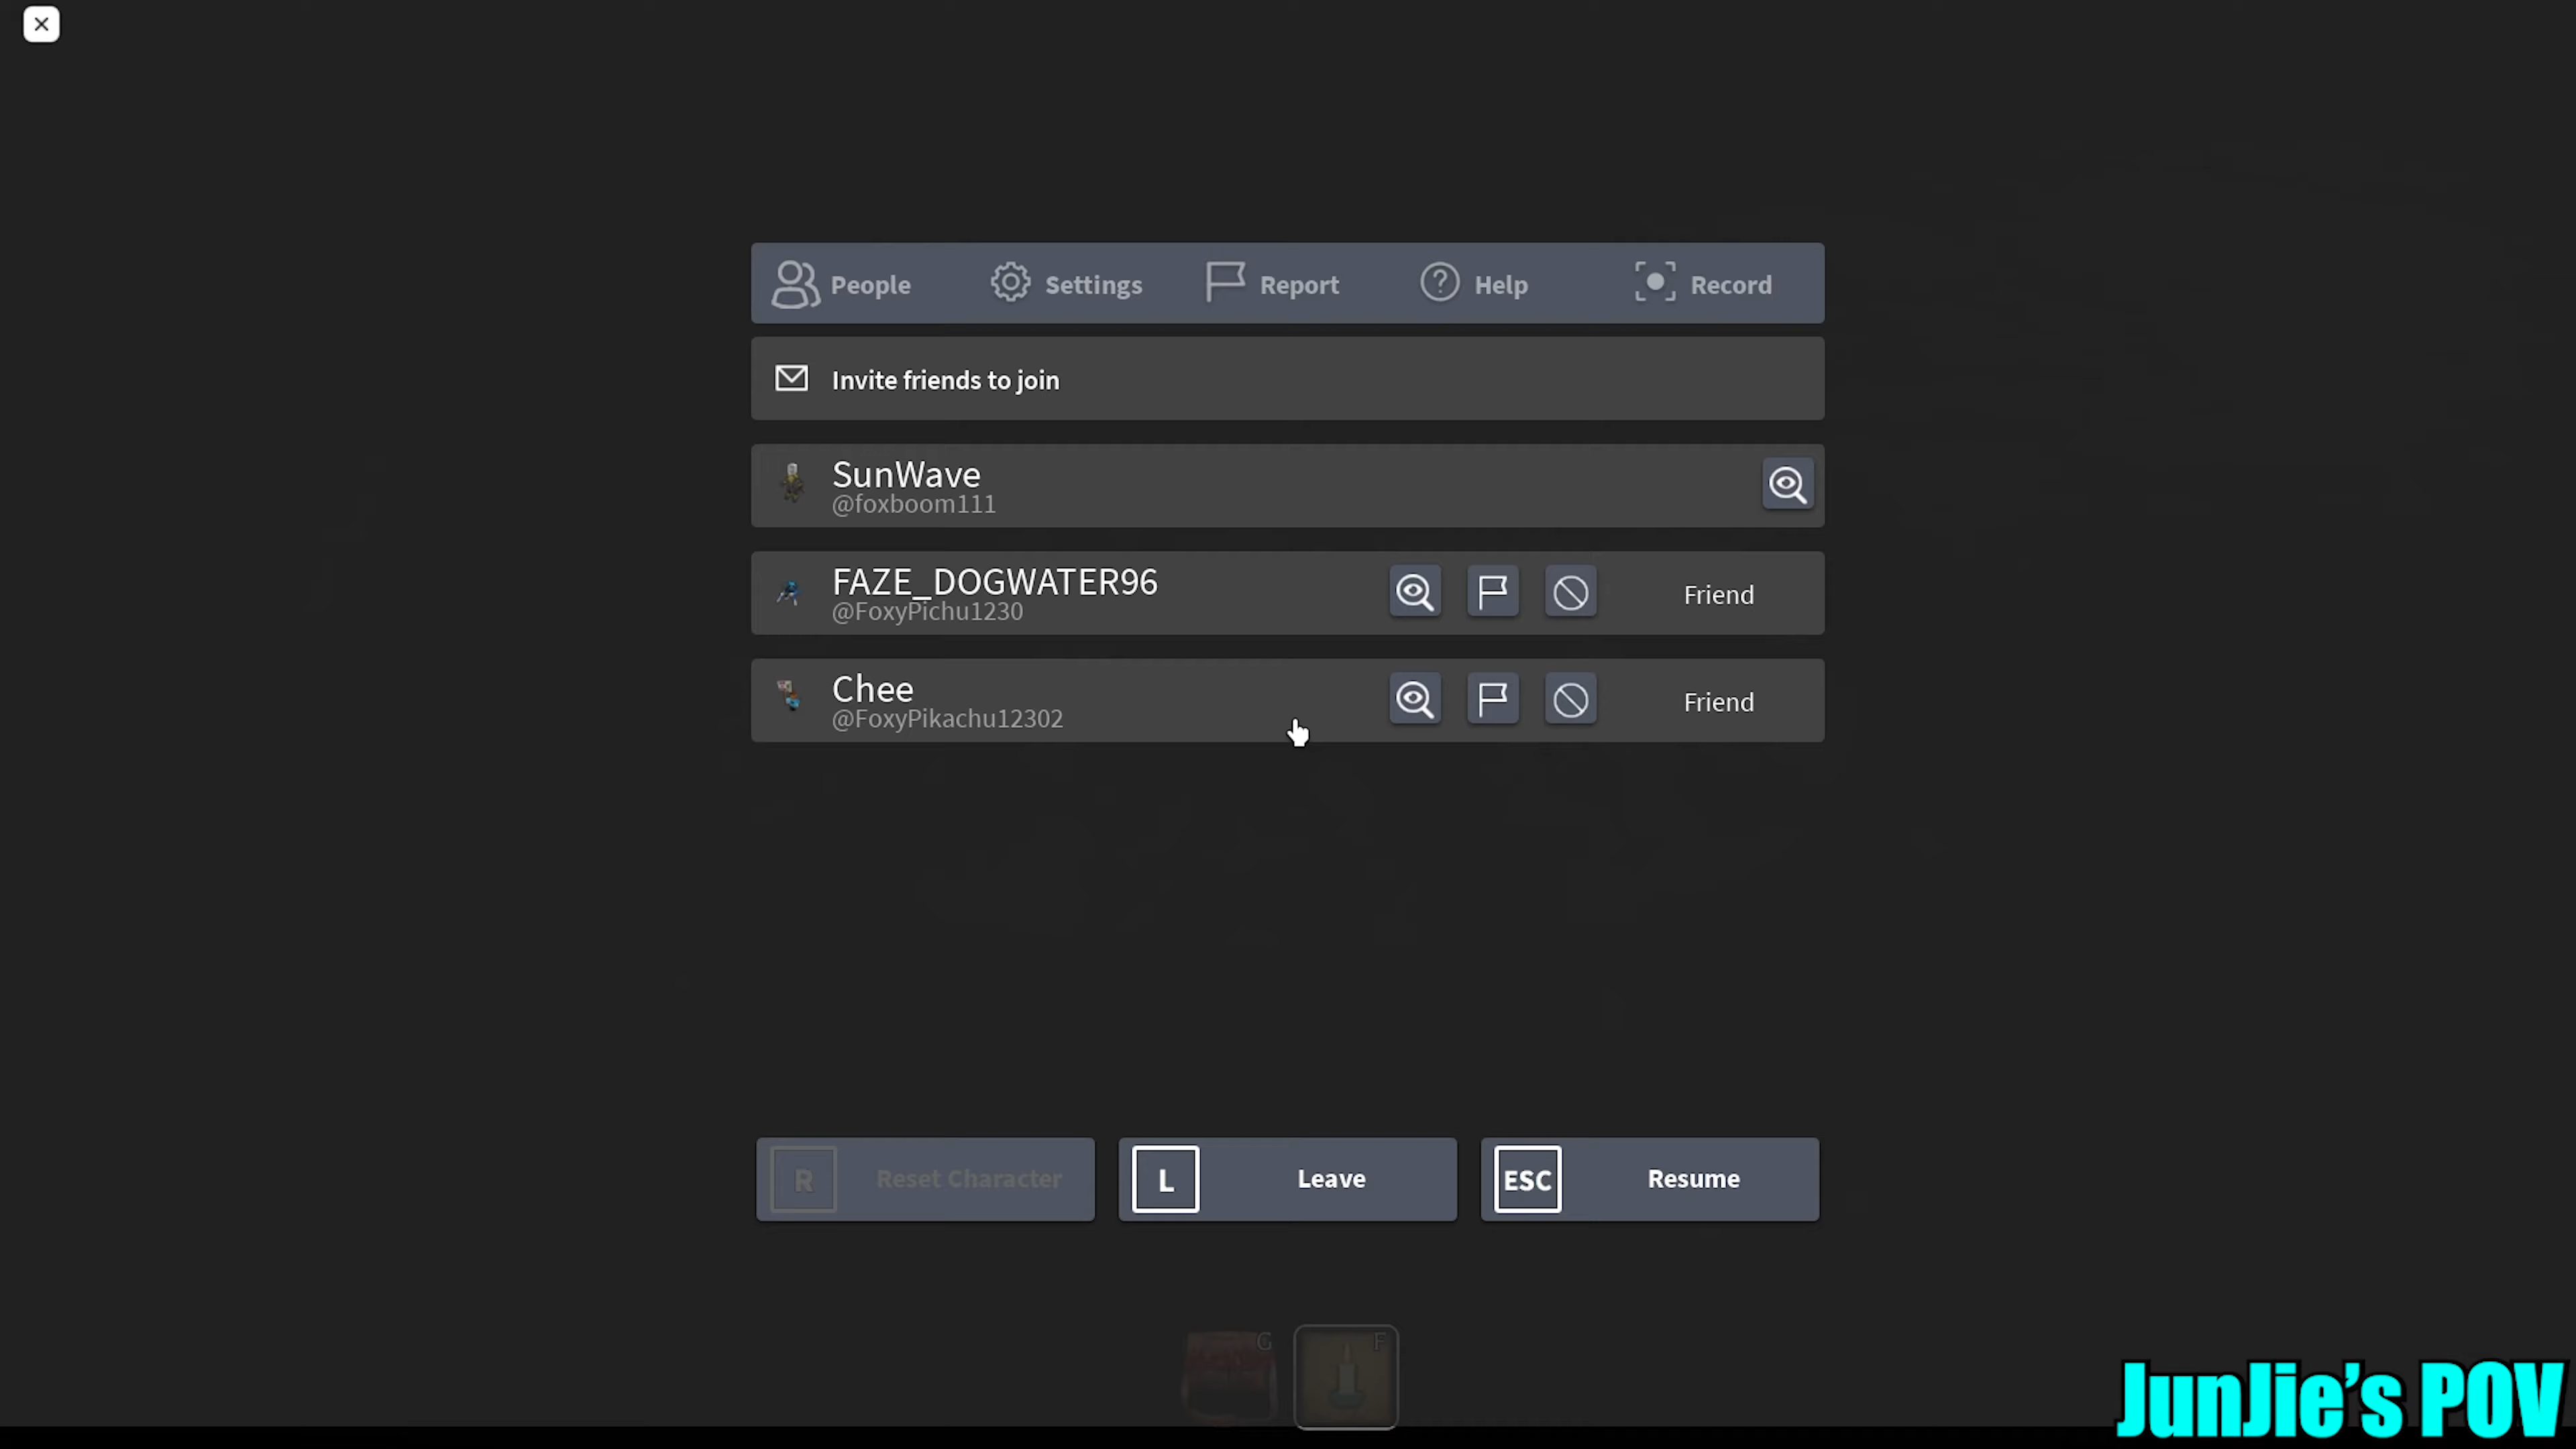 People Settings Report Help Record
Invite friends to join
SunWave
@foxboom111
FAZE_DOGWATER96
@FoxyPichu1230
Friend
Chee
@FoxyPikachu12302
Friend
R Reset Character L Leave ESC Resume
G F
JunJie's POV